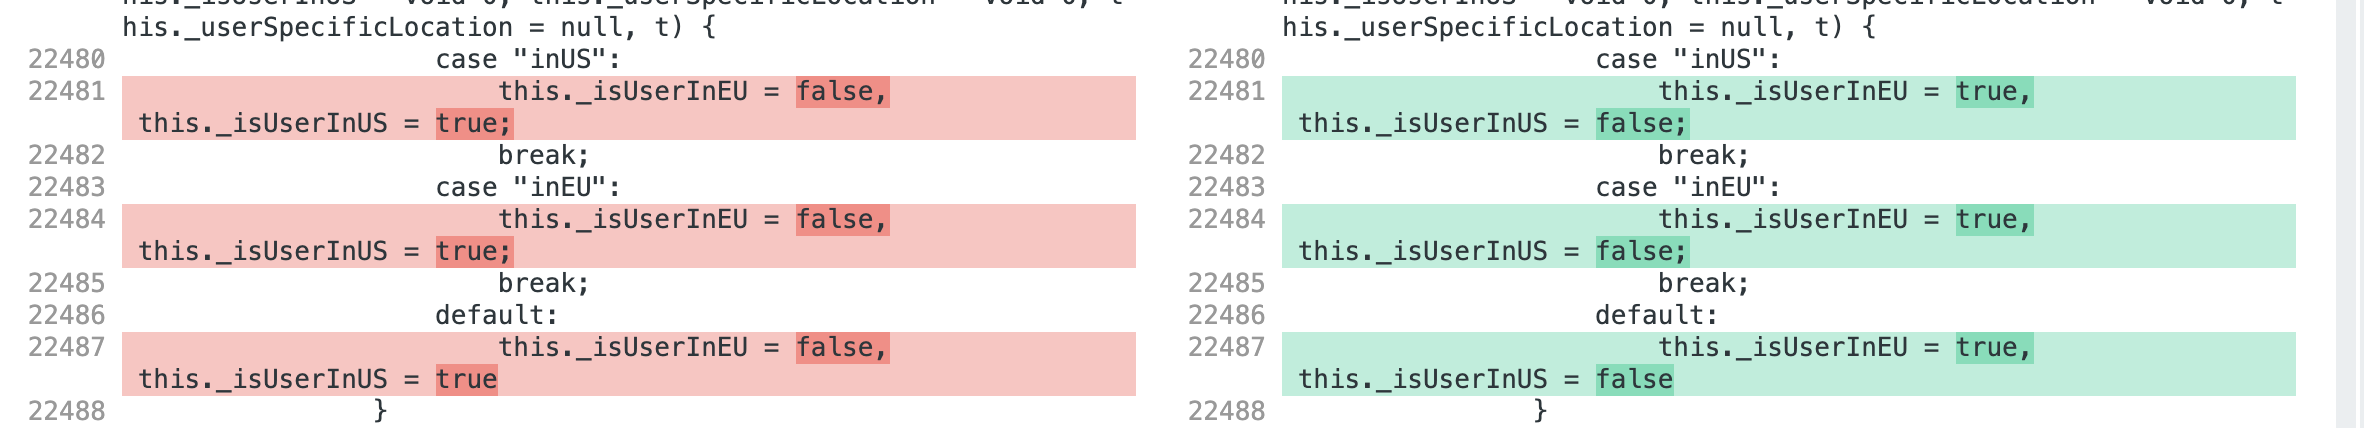 his._userSpecificLocation = null, t) {
22480 case "inUS":
22481 this._isUserInEU = false,
this._isUserInUS = true;
22482 break;
22483 case "inEU":
22484 this._isUserInEU = false,
this._isUserInUS = true;
22485 break;
22486 default:
22487 this._isUserInEU = false,
this._isUserInUS = true
22488 }
his._userSpecificLocation = null, t) {
22480 case "inUS":
22481 this._isUserInEU = true,
this._isUserInUS = false;
22482 break;
22483 case "inEU":
22484 this._isUserInEU = true,
this._isUserInUS = false;
22485 break;
22486 default:
22487 this._isUserInEU = true,
this._isUserInUS = false
22488 }